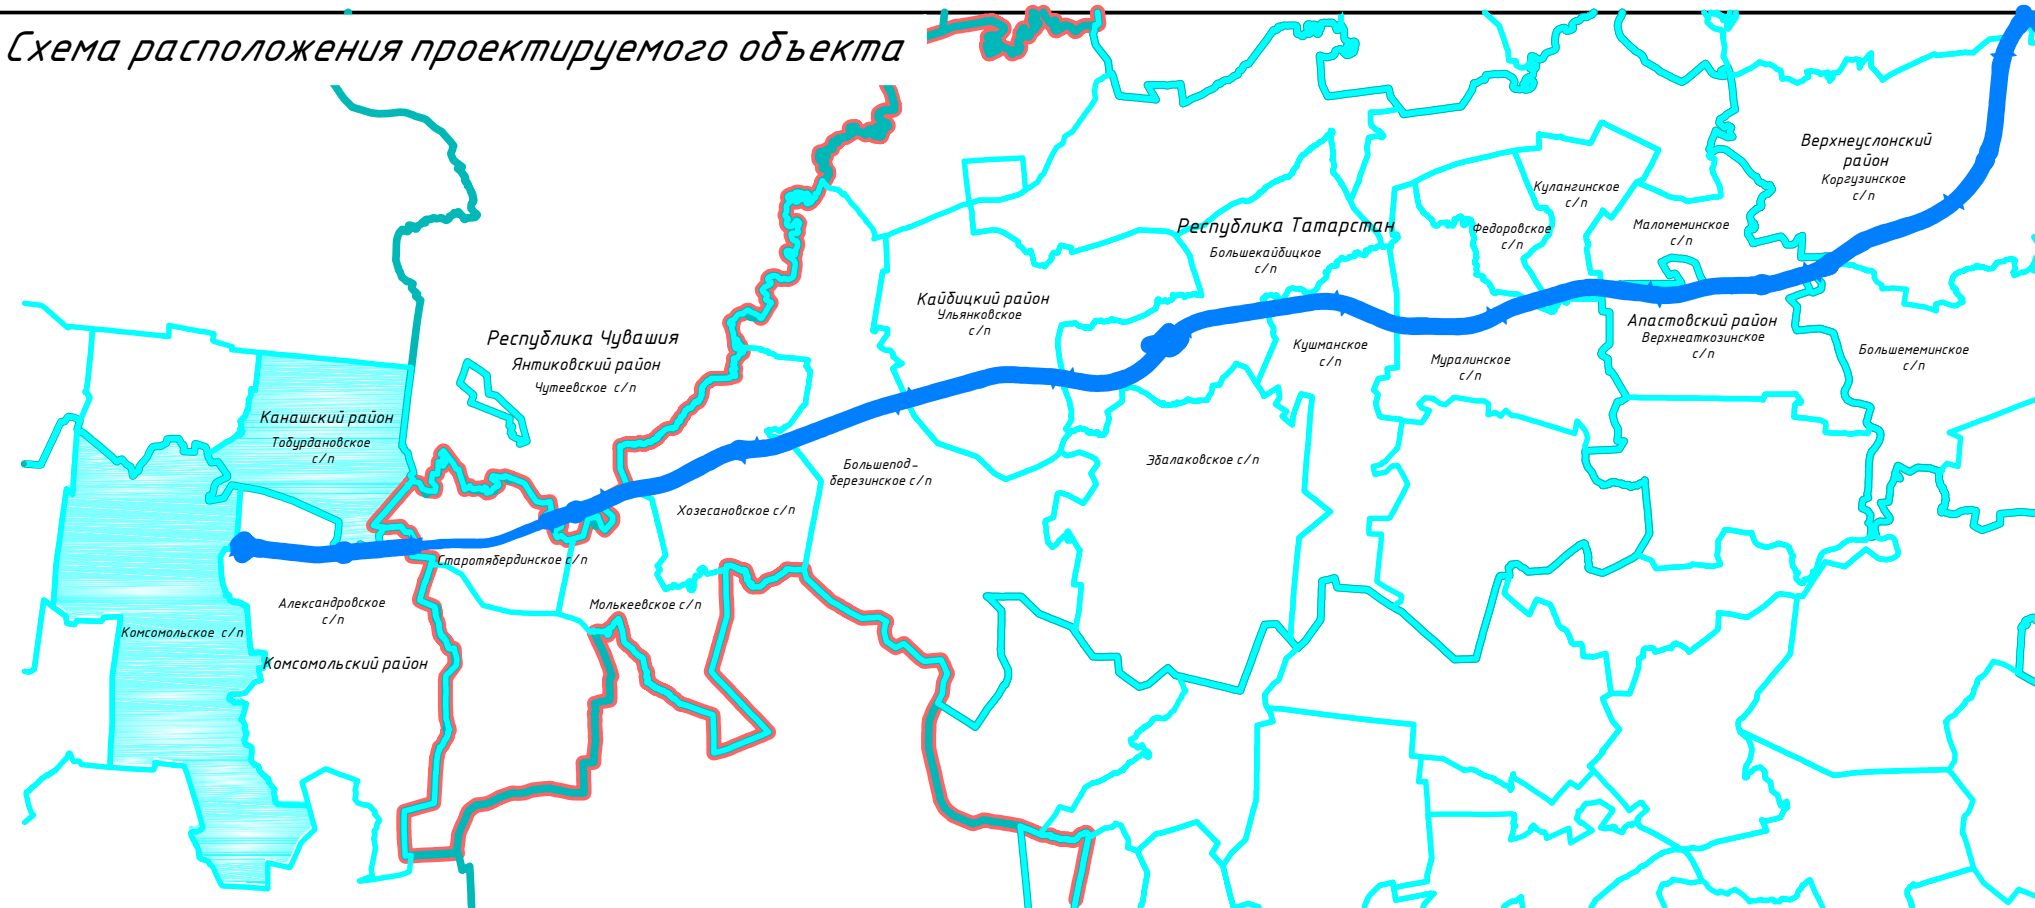 Схема расположения проектируемого объекта
Верхнеуслонский
район
Коргузинское
с/п
Кулангинское
с/п
Республика Татарстан
Федоровское
с/п
Маломеминское
с/п
Большекайбицкое
с/п
Кайбицкий район
Ульянковское
с/п
Республика Чувашия
Янтиковский район
Чутеевское с/п
Кушманское
с/п
Муралинское
с/п
Апастовский район
Верхнеаткозинское
с/п
Большемеминское
с/п
Канашский район
Тобурдановское
с/п
Большепод-
березинское с/п
Эбалаковское с/п
Хозесановское с/п
Старотябердинское с/п
Александровское
с/п
Молькеевское с/п
Комсомольское с/п
Комсомольский район